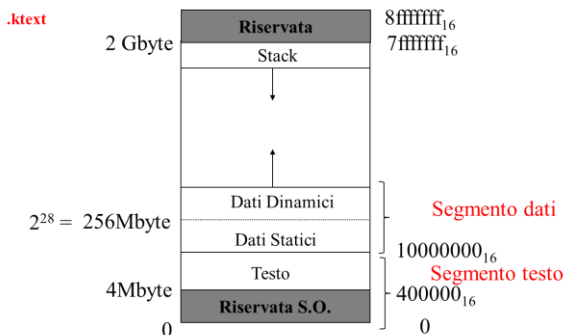 .ktext
Riservata
8fffffff16
2 Gbyte
7fffffff16
Stack
Dati Dinamici
Segmento dati
2^28 = 256Mbyte
Dati Statici
1000000016
Testo
Segmento testo
4Mbyte
40000016
Riservata S.O.
0
0